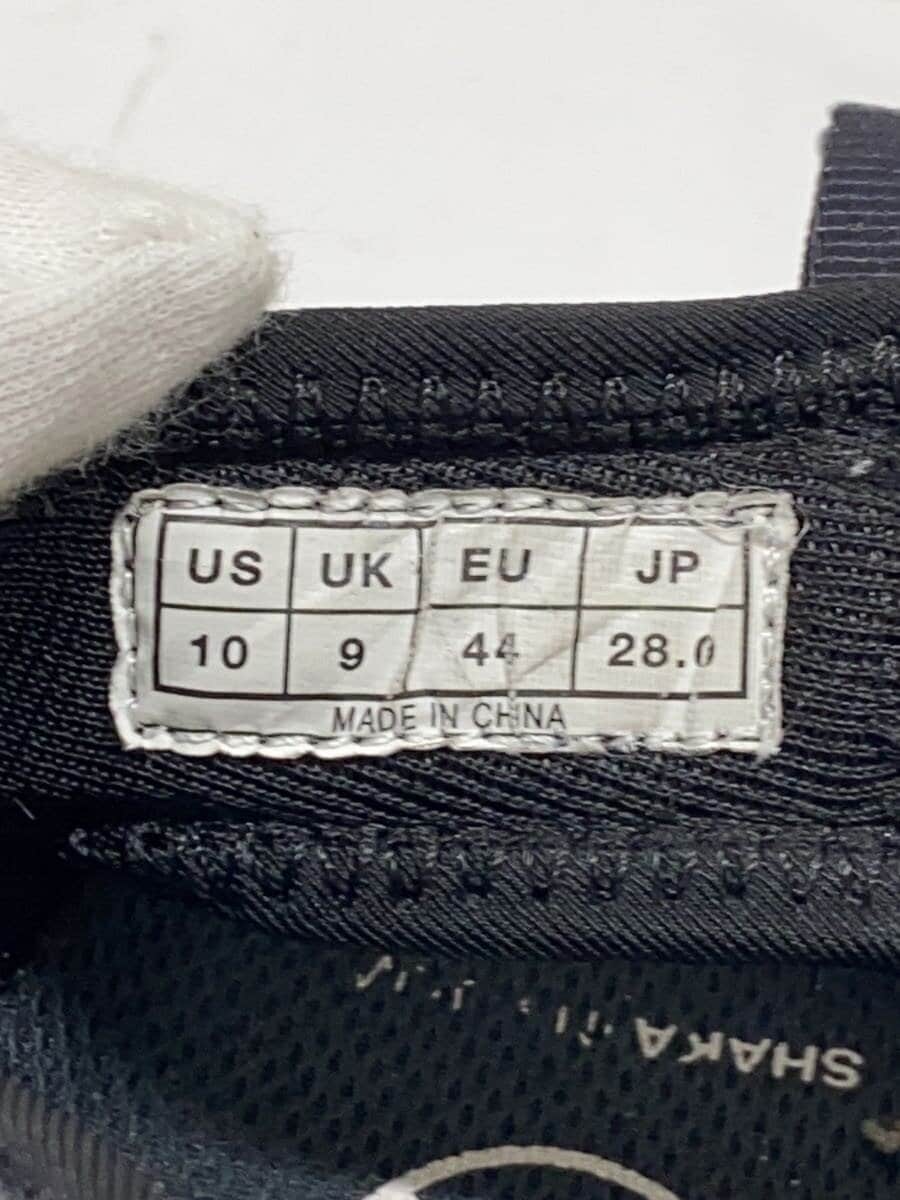 US UK EU JP
10 9 44 28.0
MADE IN CHINA
SHAKA